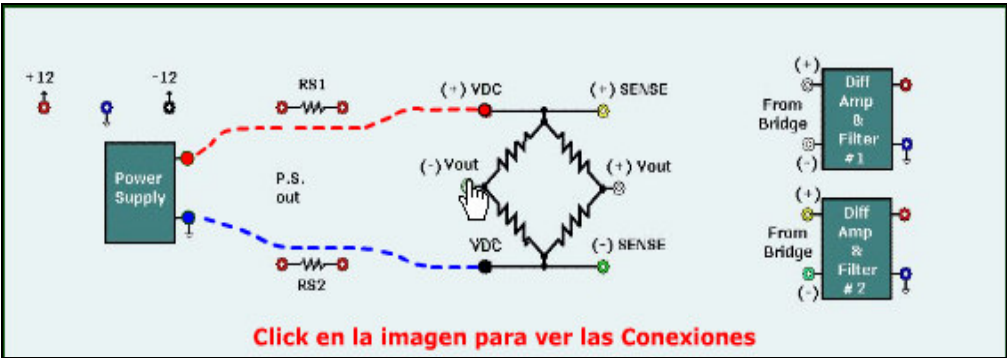 +12
-12
RS1
(+) VDC
(+) SENSE
(+)
From
Bridge
(-)
Diff
Amp
&
Filter
#1
Power
Supply
P.S.
out
(-) Vout
(+) Vout
VDC
(-) SENSE
RS2
(+)
From
Bridge
(-)
Diff
Amp
&
Filter
#2
Click en la imagen para ver las Conexiones